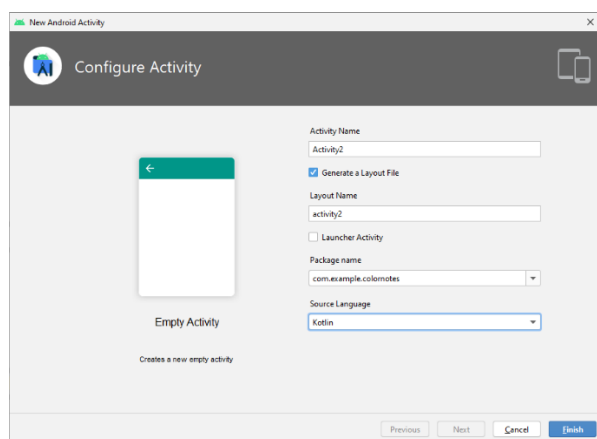 New Android Activity
Configure Activity
Activity Name
Activity2
Generate a Layout File
Layout Name
activity2
Launcher Activity
Package name
com.example.colornotes
Source Language
Kotlin
Empty Activity
Creates a new empty activity
Previous Next Cancel Finish